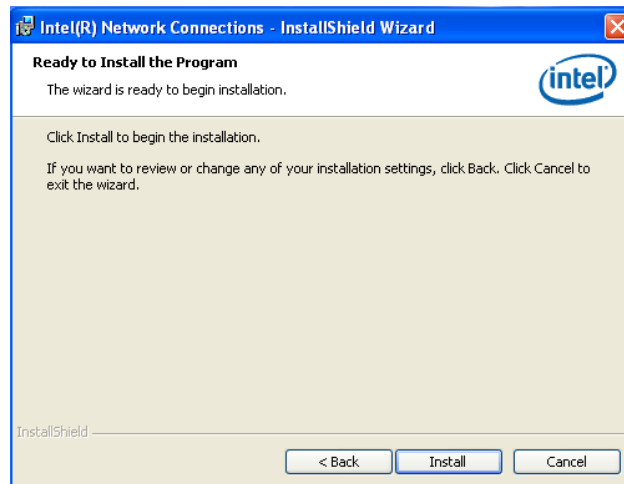 Intel(R) Network Connections - InstallShield Wizard
Ready to Install the Program
The wizard is ready to begin installation.
intel
Click Install to begin the installation.
If you want to review or change any of your installation settings, click Back. Click Cancel to
exit the wizard.
InstallShield
< Back
Install
Cancel